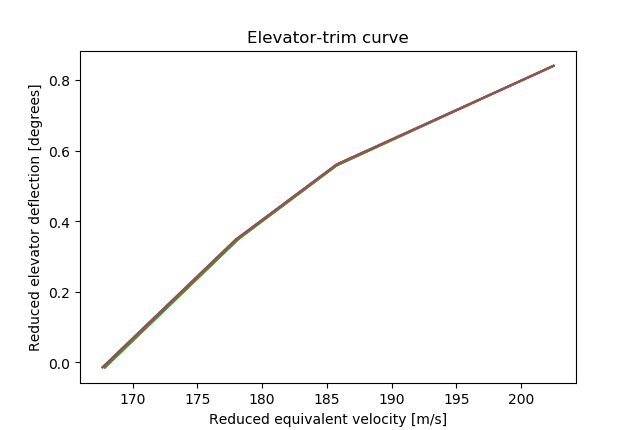 Elevator-trim curve
Reduced elevator deflection [degrees]
0.8
0.6
0.4
0.2
0.0
170 175 180 185 190 195 200
Reduced equivalent velocity [m/s]